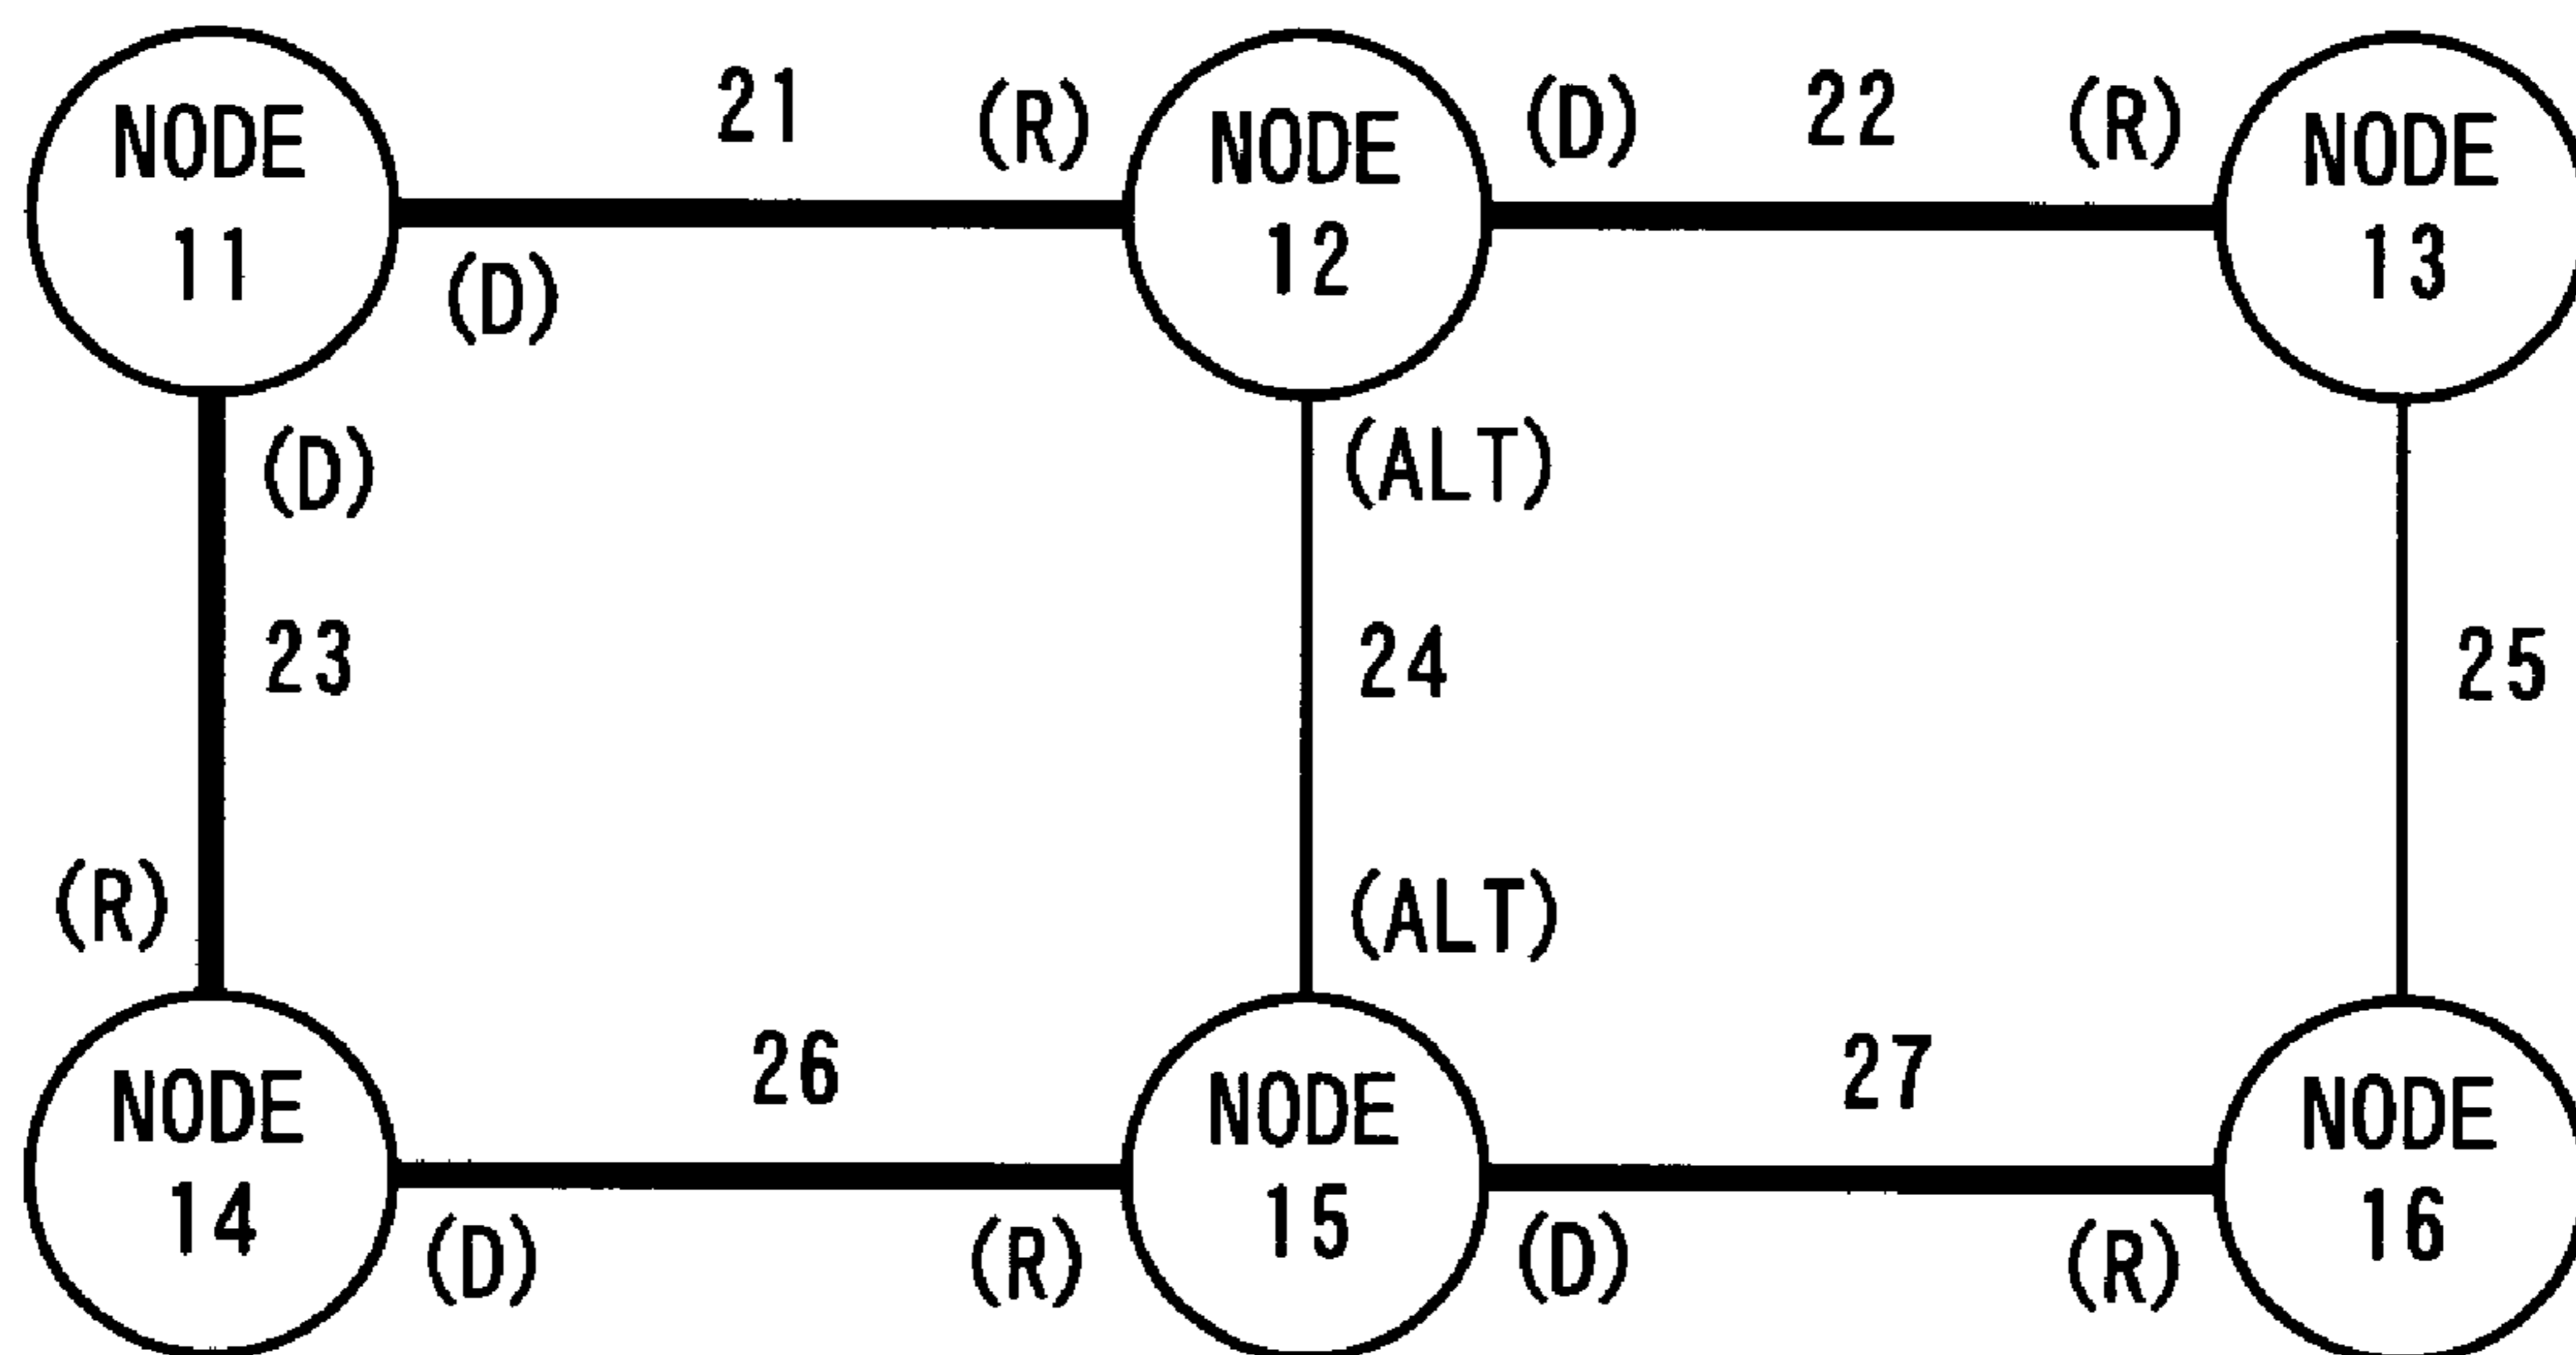 NODE
11
21
(R)
NODE
12
(D)
22
(R)
NODE
13
(D)
(D)
(ALT)
23
24
25
(R)
(ALT)
NODE
14
26
NODE
15
27
NODE
16
(D)
(R)
(D)
(R)